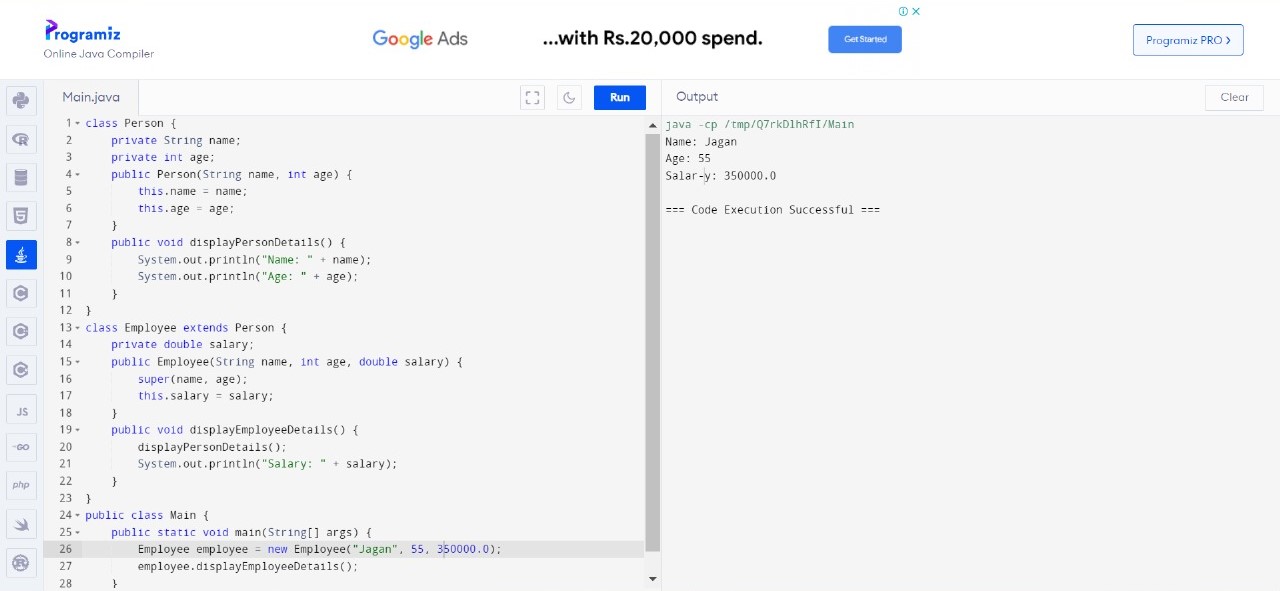 Programiz
Online Java Compiler
Google Ads
...with Rs.20,000 spend.
Get Started
Programiz PRO >
Main.java
Run
Output
Clear
1 class Person {
2 private String name;
3 private int age;
4 public Person(String name, int age) {
5 this.name = name;
6 this.age = age;
7 }
8 public void displayPersonDetails() {
9 System.out.println("Name: " + name);
10 System.out.println("Age: " + age);
11 }
12 }
13 class Employee extends Person {
14 private double salary;
15 public Employee(String name, int age, double salary) {
16 super(name, age);
17 this.salary = salary;
18 }
19 public void displayEmployeeDetails() {
20 displayPersonDetails();
21 System.out.println("Salary: " + salary);
22 }
23 }
24 public class Main {
25 public static void main(String[] args) {
26 Employee employee = new Employee("Jagan", 55, 350000.0);
27 employee.displayEmployeeDetails();
28 }
java -cp /tmp/Q7rkDlhRfI/Main
Name: Jagan
Age: 55
Salar-y: 350000.0
=== Code Execution Successful ===
R
5
C
C
C
JS
GO
php